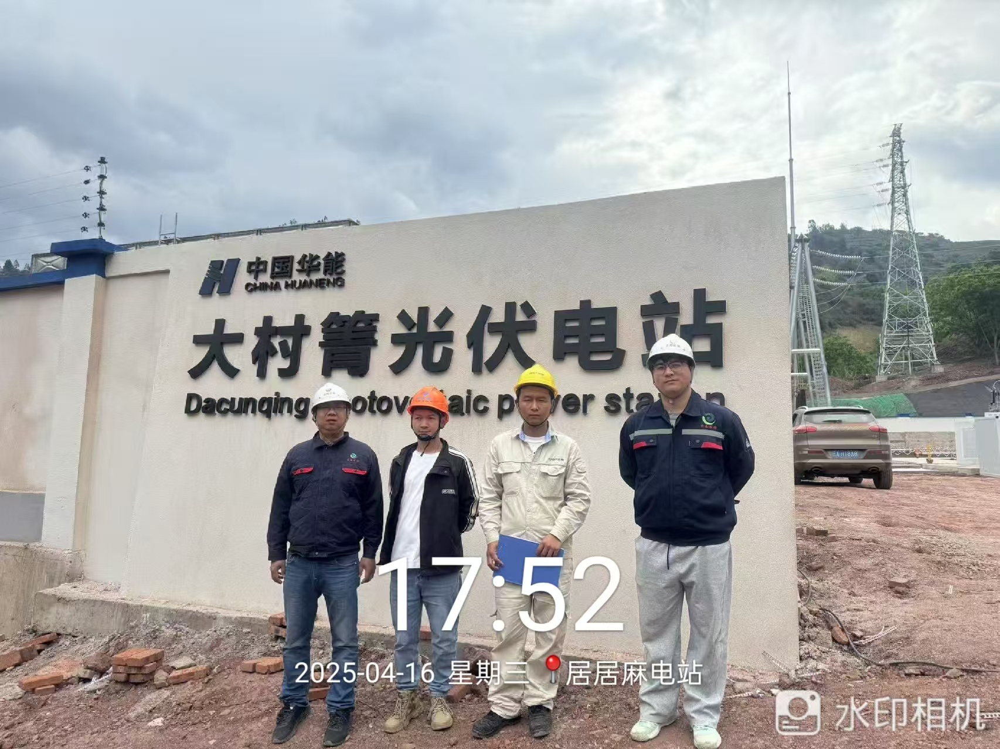 中国华能
CHINA HUANENG
大村箐光伏电站
Dacunqing
17:52
2025-04-16 星期三 居居麻电站
水印相机